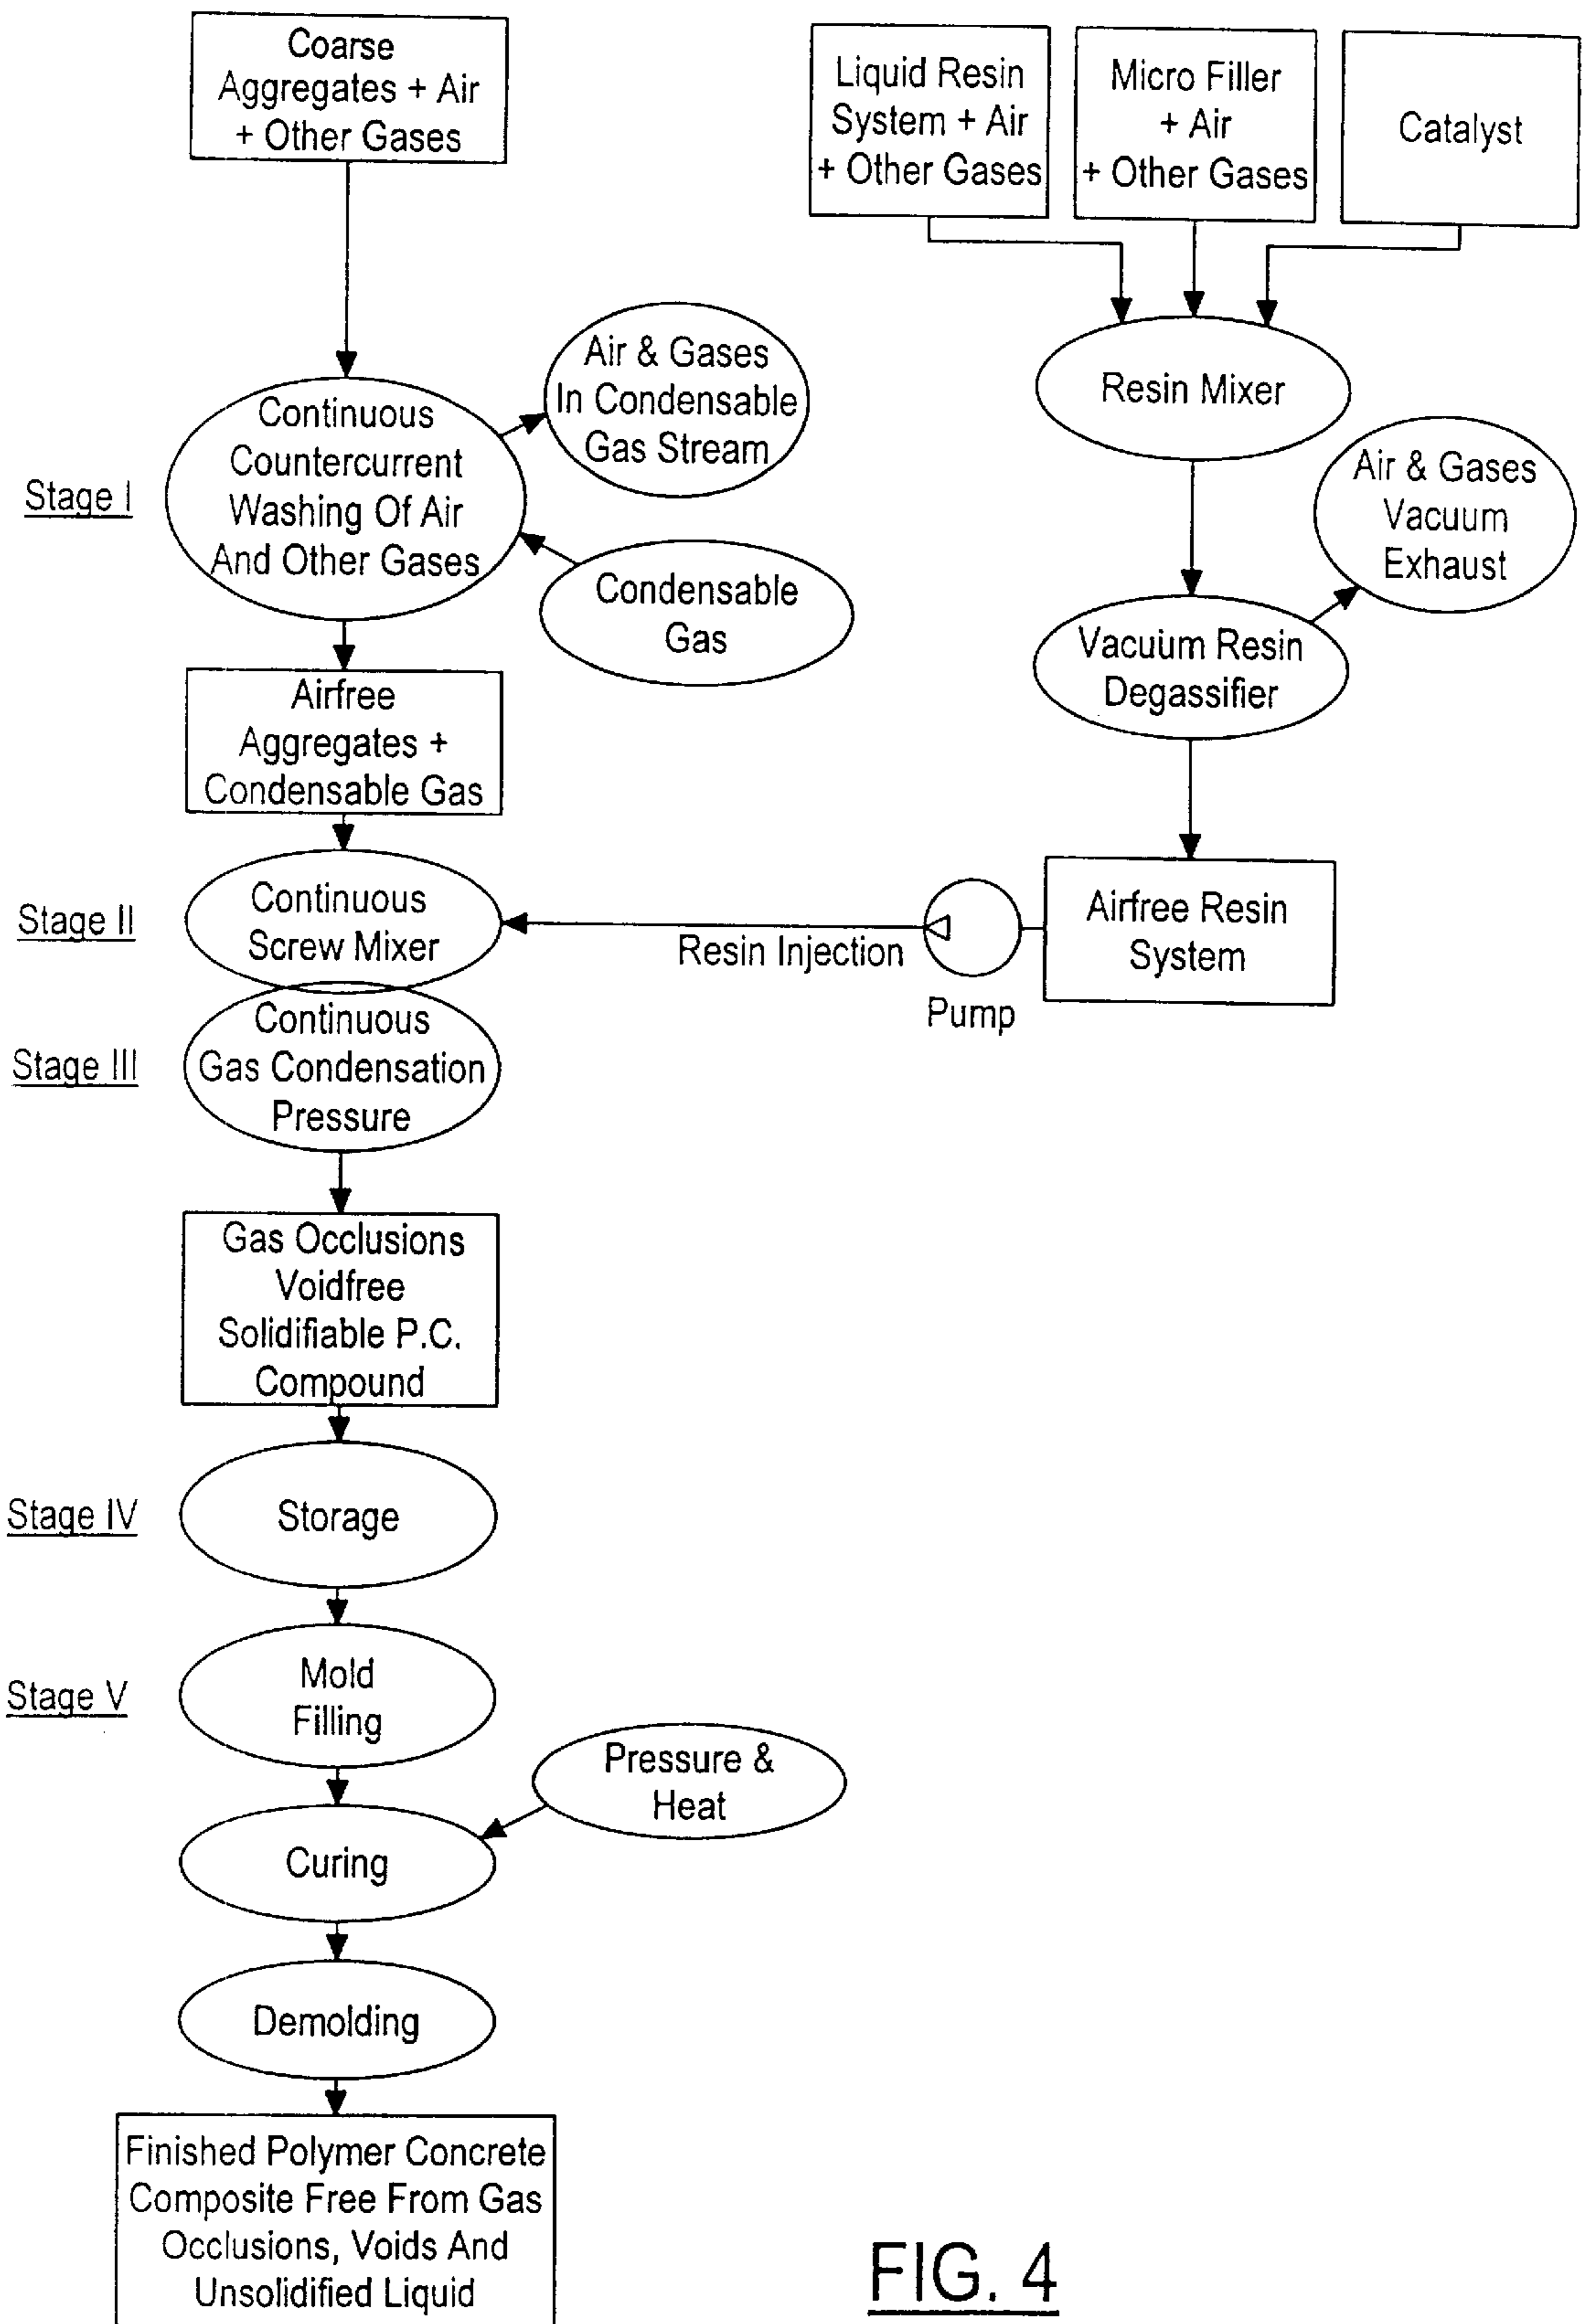 Coarse
Aggregates + Air
+ Other Gases
Liquid Resin
System + Air
+ Other Gases
Micro Filler
+ Air
+ Other Gases
Catalyst
Resin Mixer
Air & Gases
In Condensable
Gas Stream
Stage I
Continuous
Countercurrent
Washing Of Air
And Other Gases
Condensable
Gas
Air & Gases
Vacuum
Exhaust
Vacuum Resin
Degassifier
Airfree
Aggregates +
Condensable Gas
Stage II
Continuous
Screw Mixer
Resin Injection
Pump
Airfree Resin
System
Stage III
Continuous
Gas Condensation
Pressure
Gas Occlusions
Voidfree
Solidifiable P.C.
Compound
Stage IV
Storage
Stage V
Mold
Filling
Pressure &
Heat
Curing
Demolding
Finished Polymer Concrete
Composite Free From Gas
Occlusions, Voids And
Unsolidified Liquid
FIG. 4